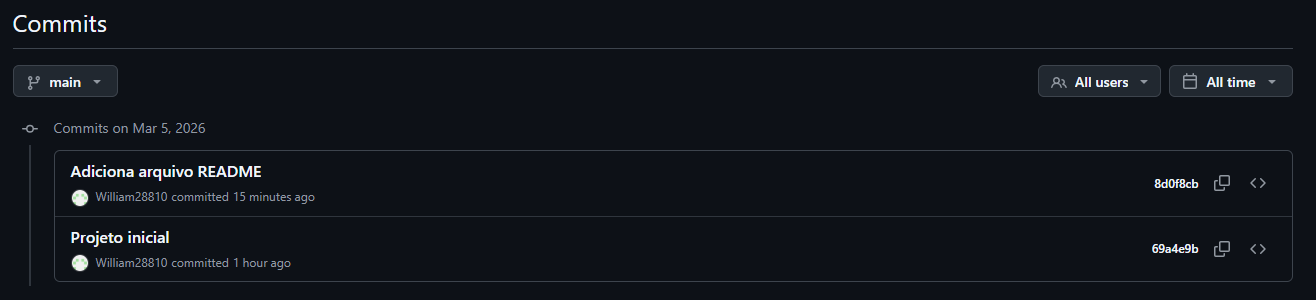 Commits
main
All users
All time
Commits on Mar 5, 2026
Adiciona arquivo README
William28810 committed 15 minutes ago
8d0f8cb
Projeto inicial
William28810 committed 1 hour ago
69a4e9b